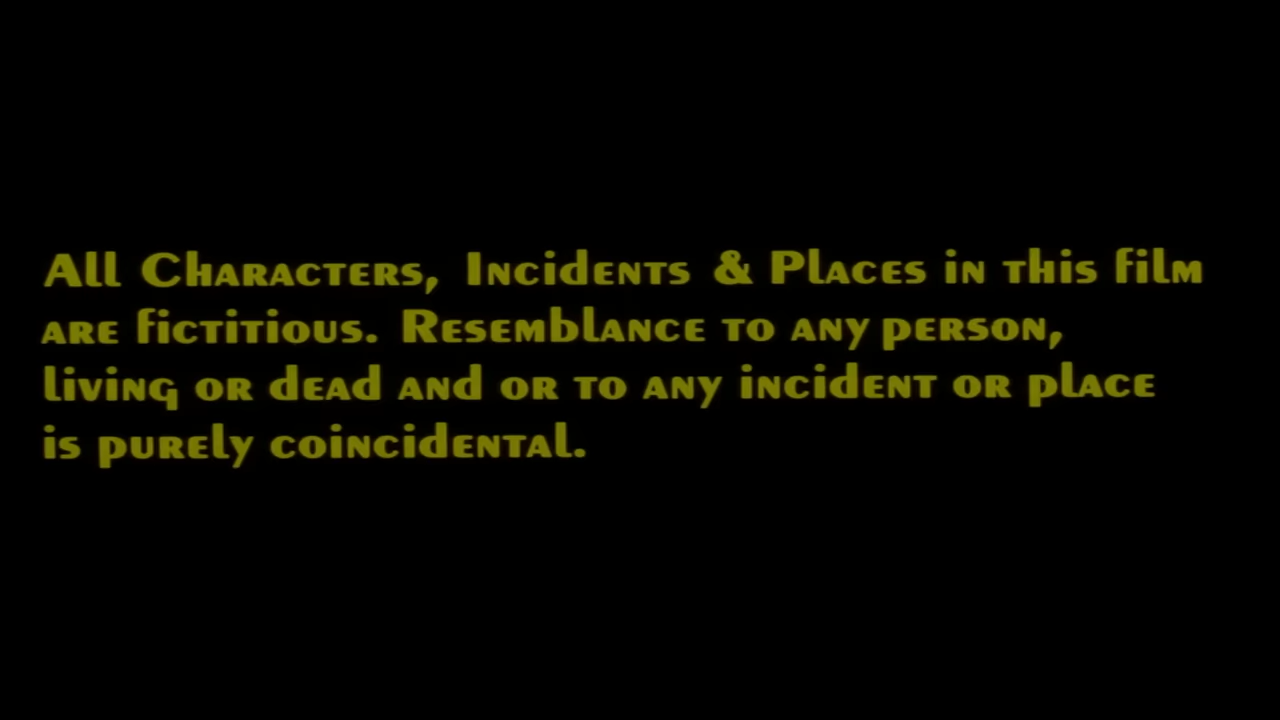 All Characters, Incidents & Places in this film
are fictitious. Resemblance to any person,
living or dead and or to any incident or place
is purely coincidental.